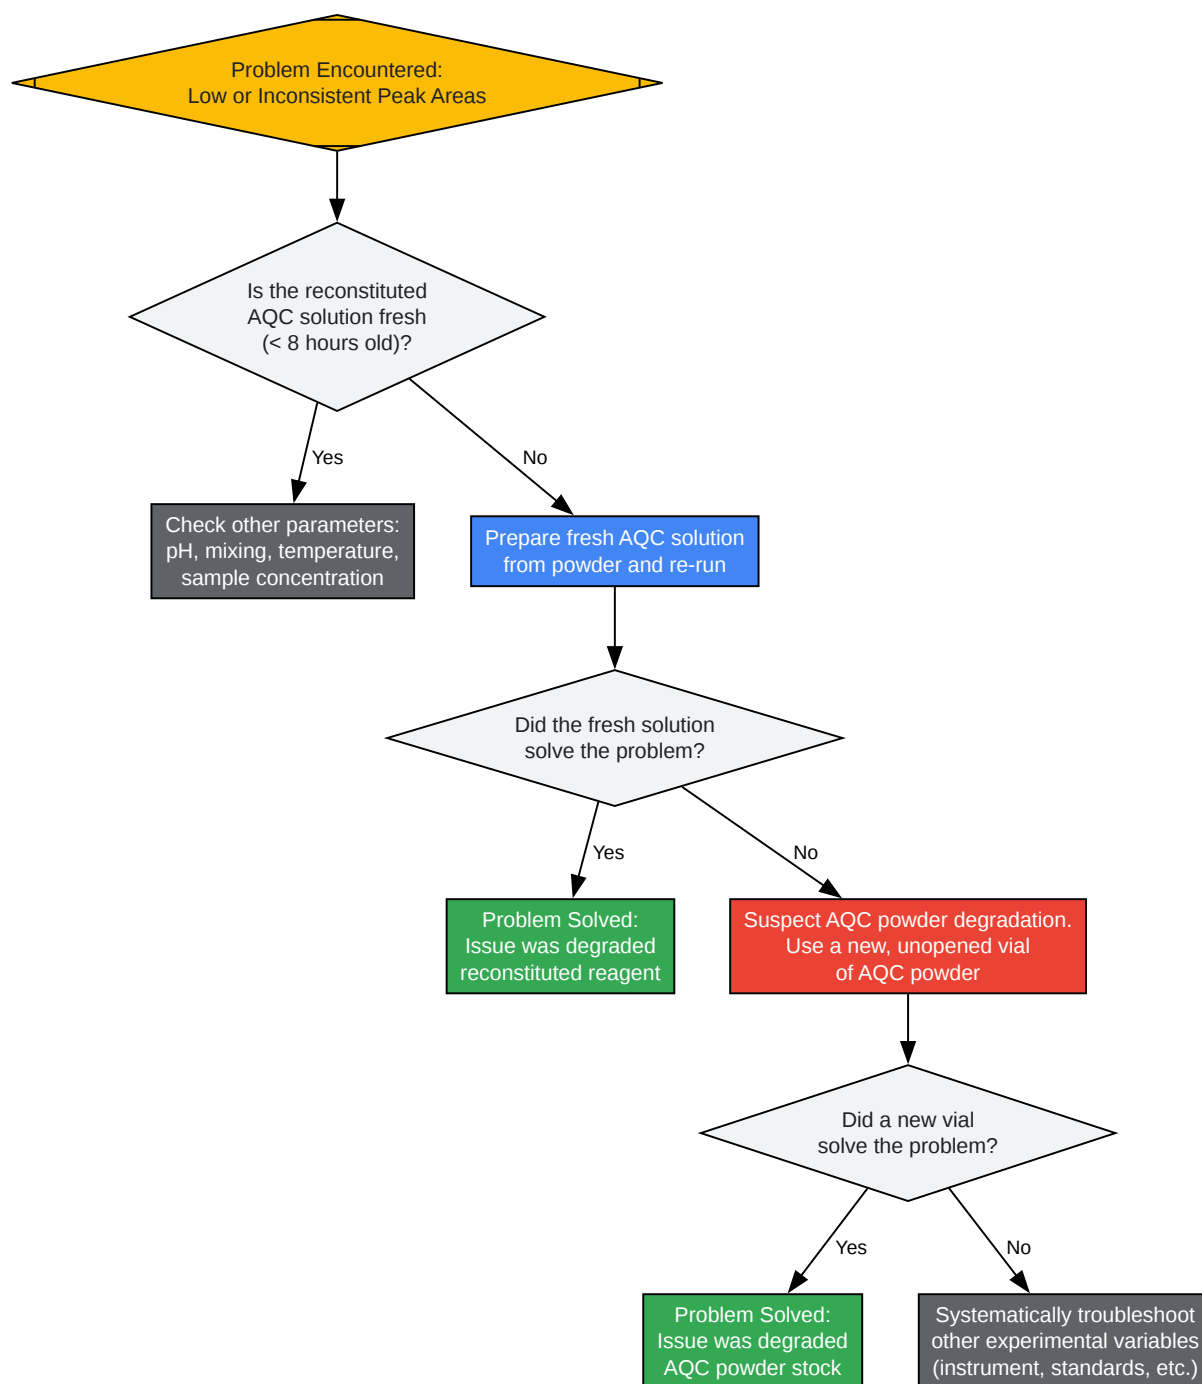 Problem Encountered:
Low or Inconsistent Peak Areas
Is the reconstituted
AQC solution fresh
(< 8 hours old)?
Yes
No
Check other parameters:
pH, mixing, temperature,
sample concentration
Prepare fresh AQC solution
from powder and re-run
Did the fresh solution
solve the problem?
Yes
No
Problem Solved:
Issue was degraded
reconstituted reagent
Suspect AQC powder degradation.
Use a new, unopened vial
of AQC powder
Did a new vial
solve the problem?
Yes
No
Problem Solved:
Issue was degraded
AQC powder stock
Systematically troubleshoot
other experimental variables
(instrument, standards, etc.)